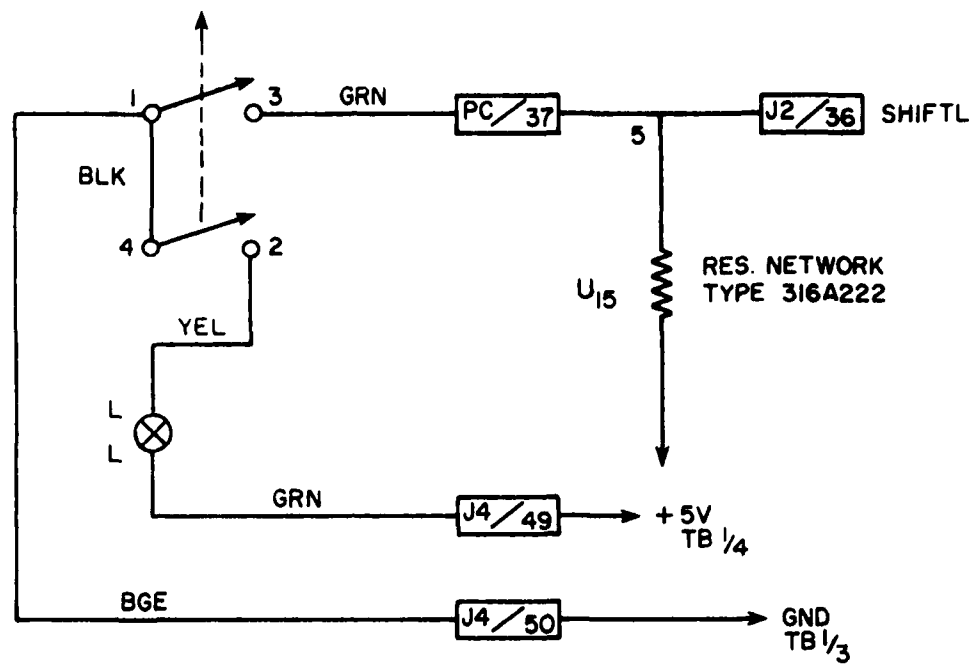 1
3
GRN
PC/37
5
J2/36
SHIFTL
BLK
4
2
U15
RES. NETWORK
TYPE 316A222
YEL
L
L
GRN
J4/49
+5V
TB 1/4
BGE
J4/50
GND
TB 1/3